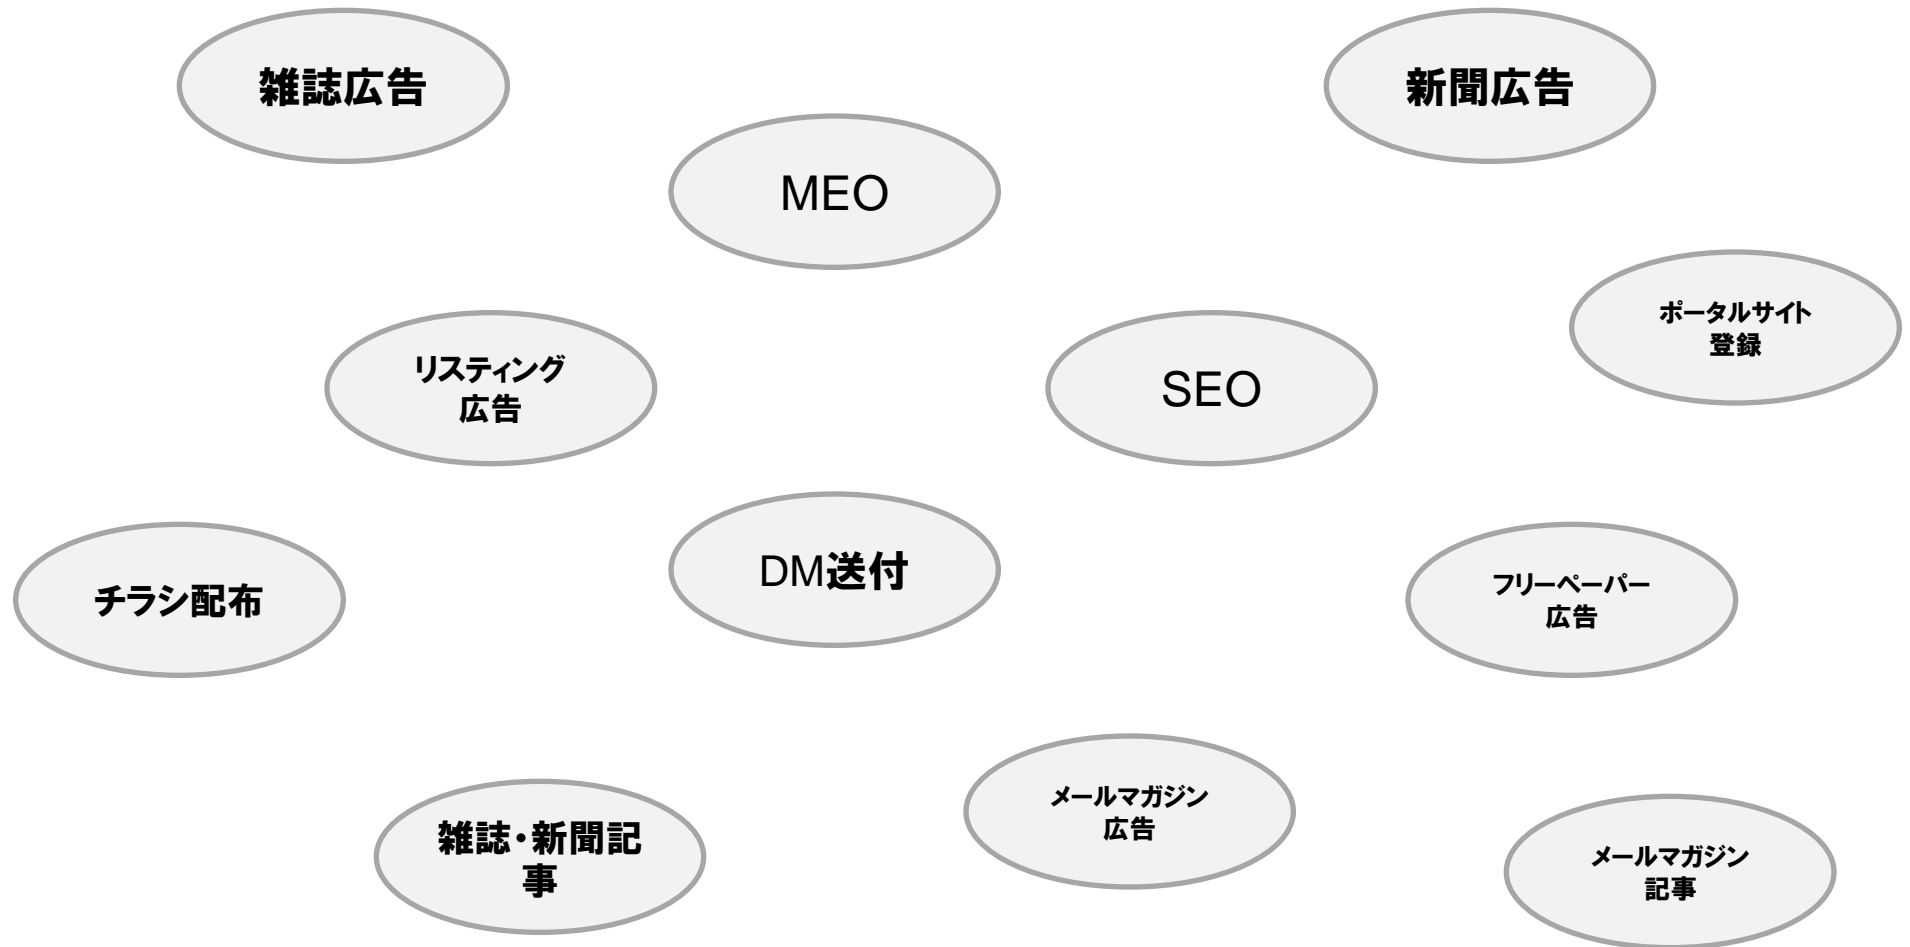 雑誌広告
新聞広告
MEO
ポータルサイト
登録
リスティング
広告
SEO
DM送付
チラシ配布
フリーペーパー
広告
メールマガジン
広告
雑誌・新聞記
事
メールマガジン
記事